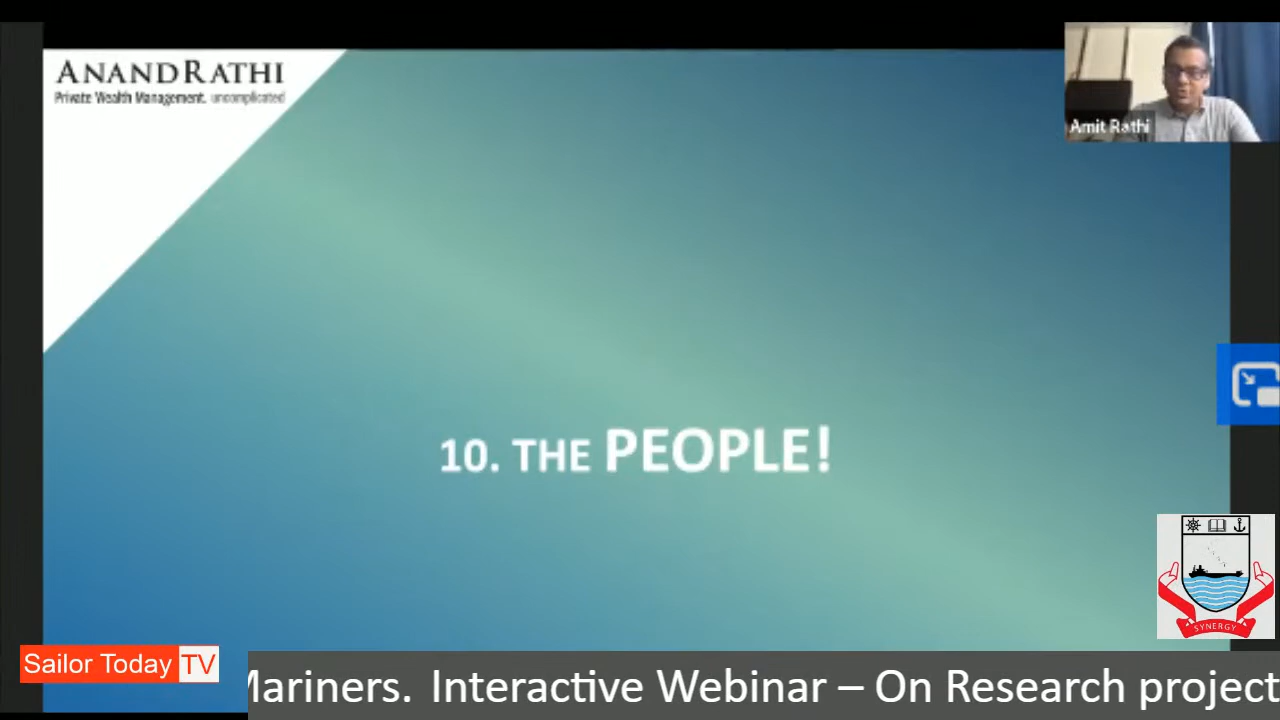 ANANDRATHI
Private Wealth Management. uncomplicated
Amit Rathi
10. THE PEOPLE!
SYNERGY
Sailor Today TV
Mariners. Interactive Webinar – On Research project